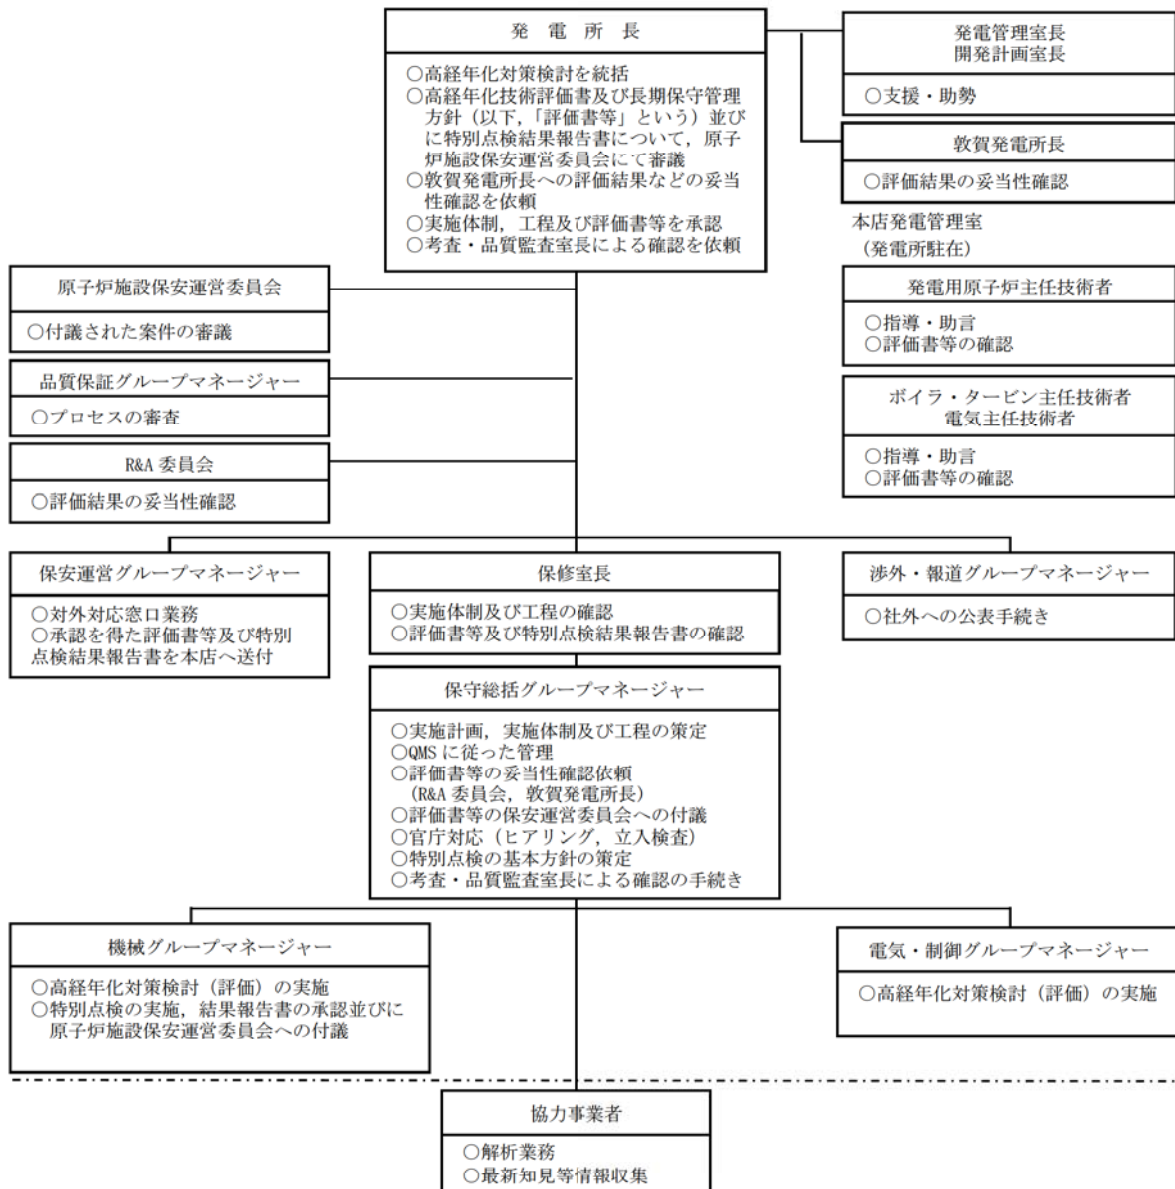 発 電 所 長
○高経年化対策検討を統括
○高経年化技術評価書及び長期保守管理
方針（以下，「評価書等」という）並び
に特別点検結果報告書について，原子
炉施設保安運営委員会にて審議
○敦賀発電所長への評価結果などの妥当
性確認を依頼
○実施体制，工程及び評価書等を承認
○考査・品質監査室長による確認を依頼
発電管理室長
開発計画室長
○支援・助勢
敦賀発電所長
○評価結果の妥当性確認
本店発電管理室
（発電所駐在）
発電用原子炉主任技術者
○指導・助言
○評価書等の確認
ボイラ・タービン主任技術者
電気主任技術者
○指導・助言
○評価書等の確認
原子炉施設保安運営委員会
○付議された案件の審議
品質保証グループマネージャー
○プロセスの審査
R&A 委員会
○評価結果の妥当性確認
保安運営グループマネージャー
○対外対応窓口業務
○承認を得た評価書等及び特別
点検結果報告書を本店へ送付
保修室長
○実施体制及び工程の確認
○評価書等及び特別点検結果報告書の確認
渉外・報道グループマネージャー
○社外への公表手続き
保守総括グループマネージャー
○実施計画，実施体制及び工程の策定
○QMS に従った管理
○評価書等の妥当性確認依頼
（R&A 委員会，敦賀発電所長）
○評価書等の保安運営委員会への付議
○官庁対応（ヒアリング，立入検査）
○特別点検の基本方針の策定
○考査・品質監査室長による確認の手続き
機械グループマネージャー
○高経年化対策検討（評価）の実施
○特別点検の実施，結果報告書の承認並びに
原子炉施設保安運営委員会への付議
電気・制御グループマネージャー
○高経年化対策検討（評価）の実施
協力事業者
○解析業務
○最新知見等情報収集